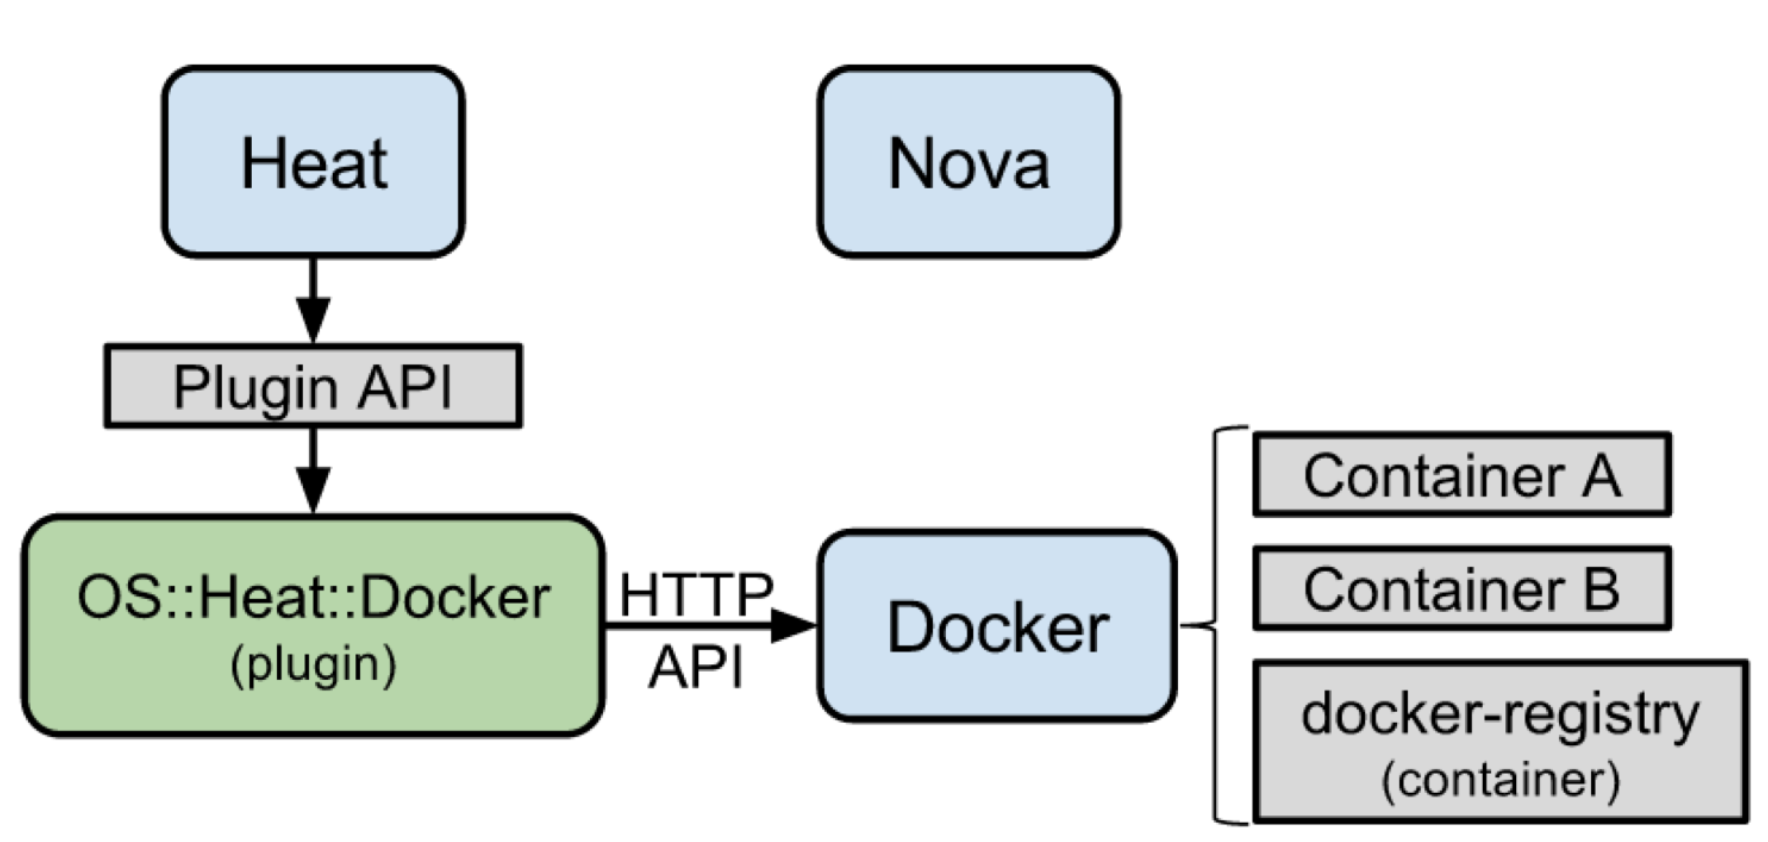 Heat
Nova
Plugin API
OS::Heat::Docker
(plugin)
HTTP
API
Docker
Container A
Container B
docker-registry
(container)